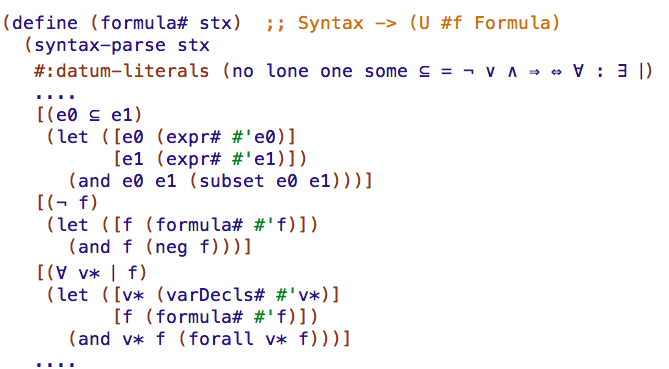 (define (formula# stx)  ;; Syntax -> (U #f Formula)
  (syntax-parse stx
   #:datum-literals (no lone one some ⊆ = ¬ ∨ ∧ ⇒ ⇔ ∀ : ∃ |)
   ....
   [(e0 ⊆ e1)
    (let ([e0 (expr# #'e0)]
          [e1 (expr# #'e1)])
      (and e0 e1 (subset e0 e1)))]
   [(¬ f)
    (let ([f (formula# #'f)])
      (and f (neg f)))]
   [(∀ v* | f)
    (let ([v* (varDecls# #'v*)]
          [f (formula# #'f)])
      (and v* f (forall v* f)))]
   ....